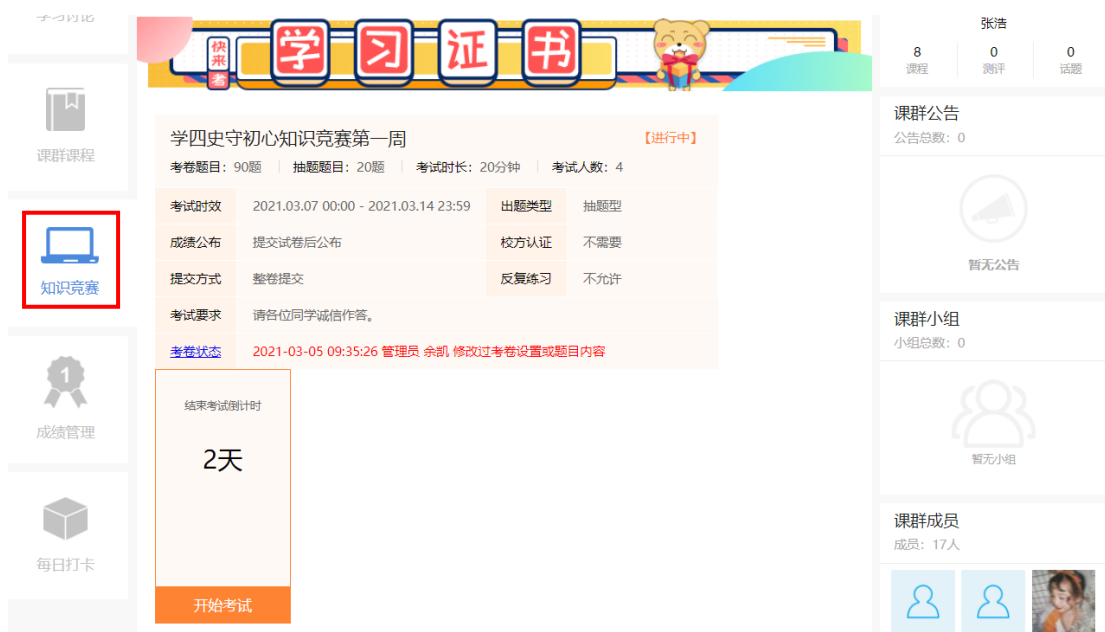 学习讨论
课群课程
知识竞赛
1
成绩管理
每日打卡
快来考
学习证书
学四史守初心知识竞赛第一周
【进行中】
考卷题目：90题 抽题题目：20题 考试时长：20分钟 考试人数：4
考试时效 2021.03.07 00:00 - 2021.03.14 23:59 出题类型 抽题型
成绩公布 提交试卷后公布 校方认证 不需要
提交方式 整卷提交 反复练习 不允许
考试要求 请各位同学诚信作答。
考卷状态 2021-03-05 09:35:26 管理员 余凯 修改过考卷设置或题目内容
结束考试倒计时
2天
开始考试
张浩
8 0 0
课程 测评 话题
课群公告
公告总数：0
暂无公告
课群小组
小组总数：0
暂无小组
课群成员
成员：17人